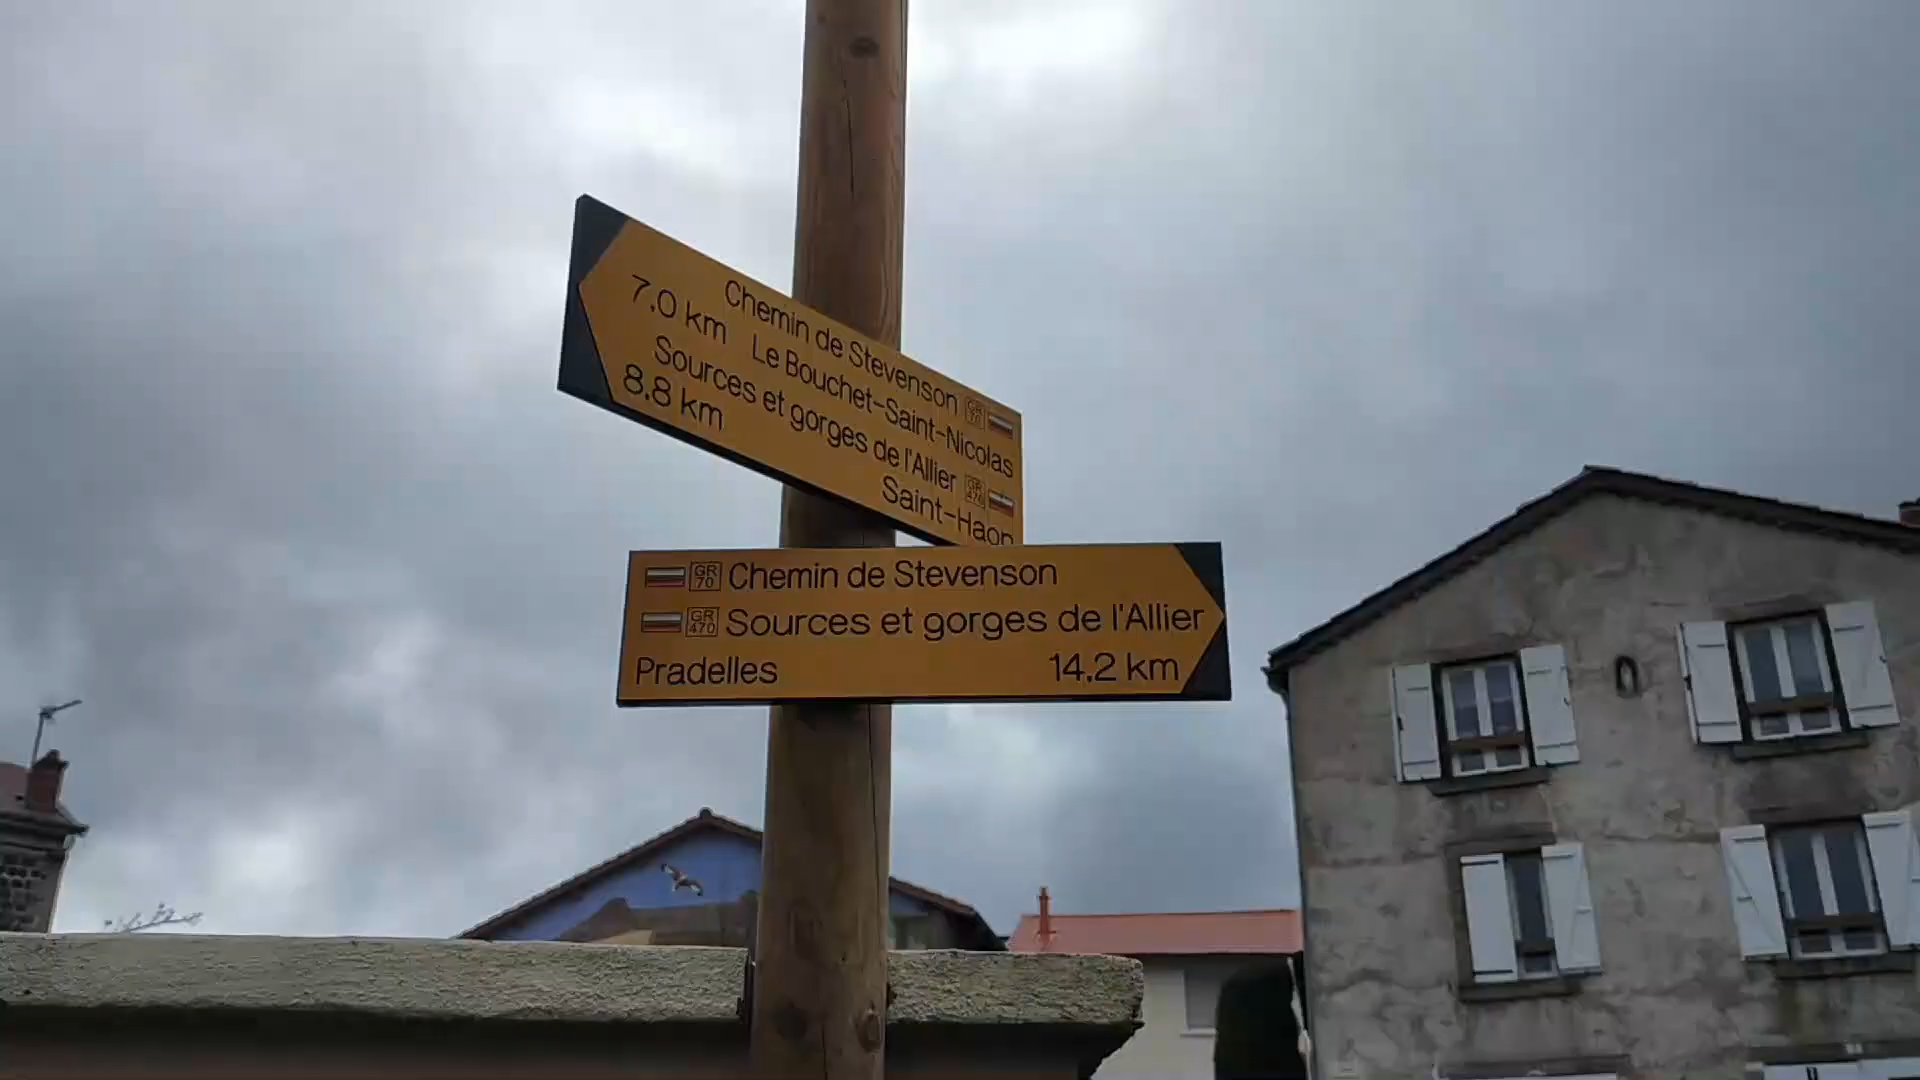 Chemin de Stevenson GR 70
7.0 km Le Bouchet-Saint-Nicolas
Sources et gorges de l'Allier GR 470
8.8 km Saint-Haon
GR 70 Chemin de Stevenson
GR 470 Sources et gorges de l'Allier
Pradelles 14.2 km